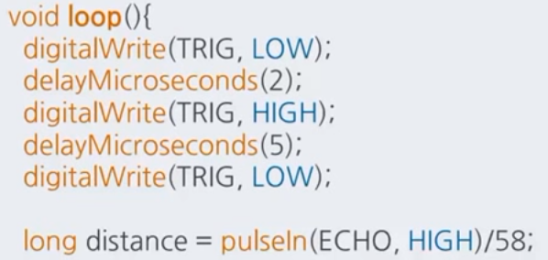 void loop(){
digitalWrite(TRIG, LOW);
delayMicroseconds(2);
digitalWrite(TRIG, HIGH);
delayMicroseconds(5);
digitalWrite(TRIG, LOW);
long distance = pulseIn(ECHO, HIGH)/58;